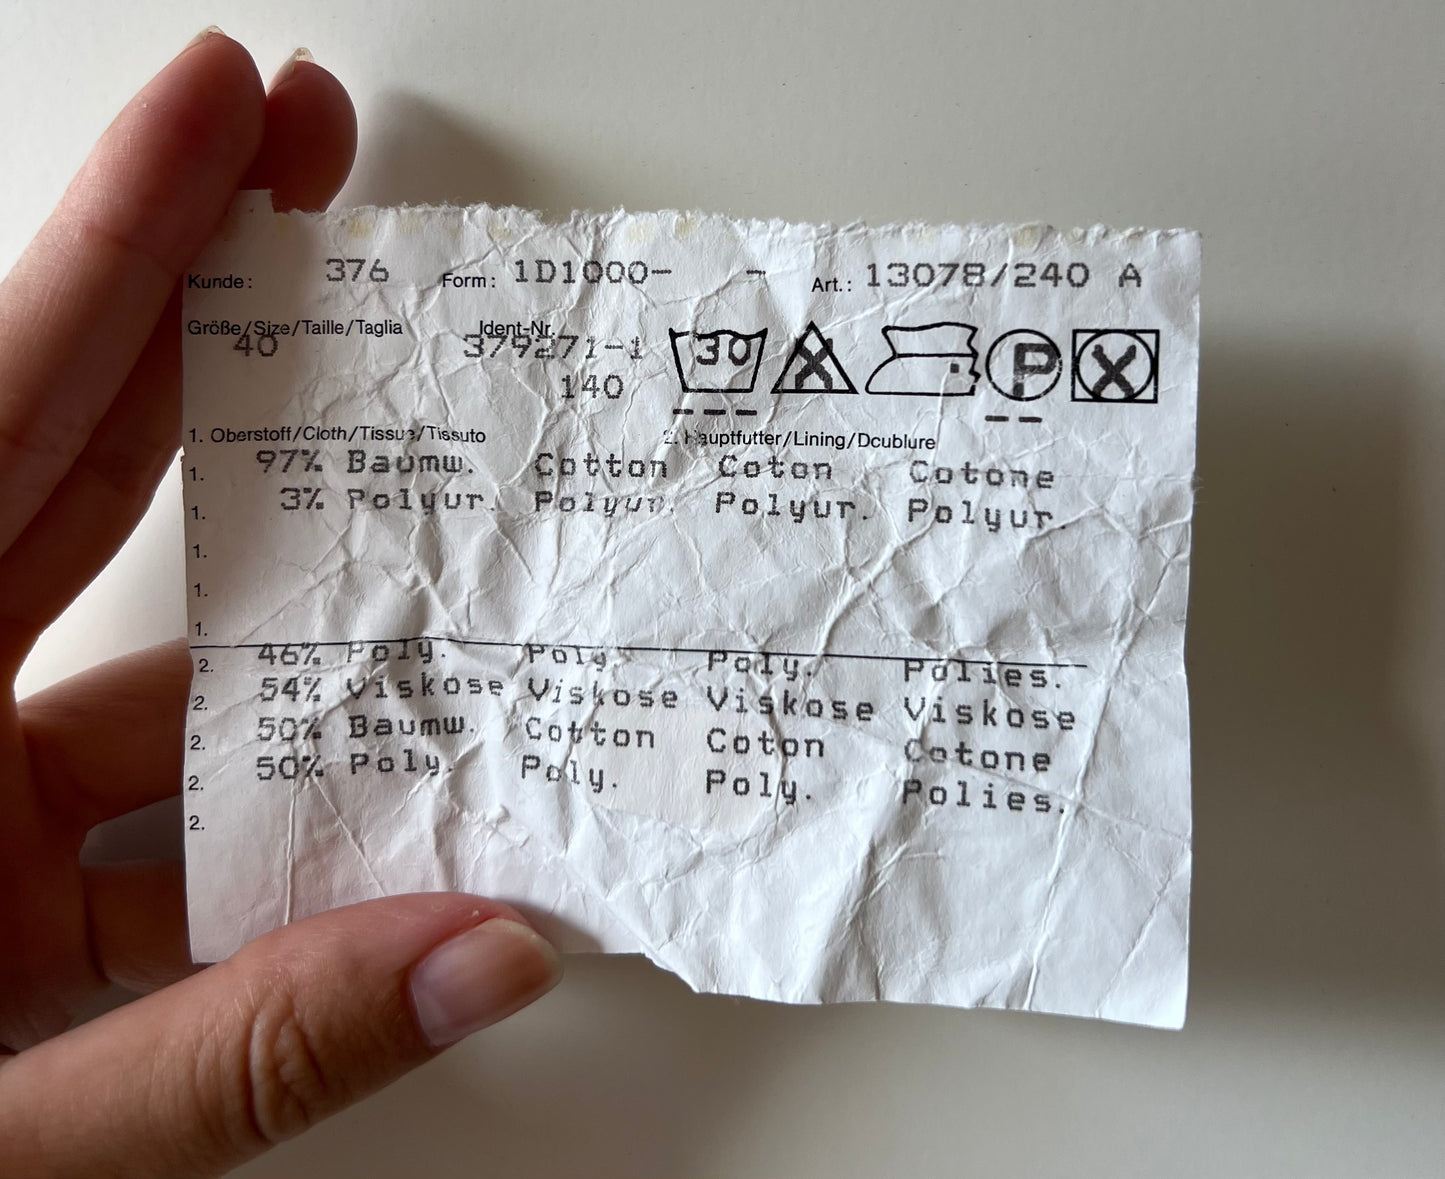 Kunde: 376 Form: 1D1000- - Art.: 13078/240 A
Größe/Size/Taille/Taglia Ident-Nr.
40 379271-1
140
30 X P X
1. Oberstoff/Cloth/Tissue/Tissuto 2. Hauptfutter/Lining/Doublure
1. 97% Baumw. Cotton Coton Cotone
1. 3% Polyur. Polyur. Polyur. Polyur.
1.
1.
1.
2. 46% Poly. Poly. Poly. Polies.
2. 54% Viskose Viskose Viskose Viskose
2. 50% Baumw. Cotton Coton Cotone
2. 50% Poly. Poly. Poly. Polies.
2.